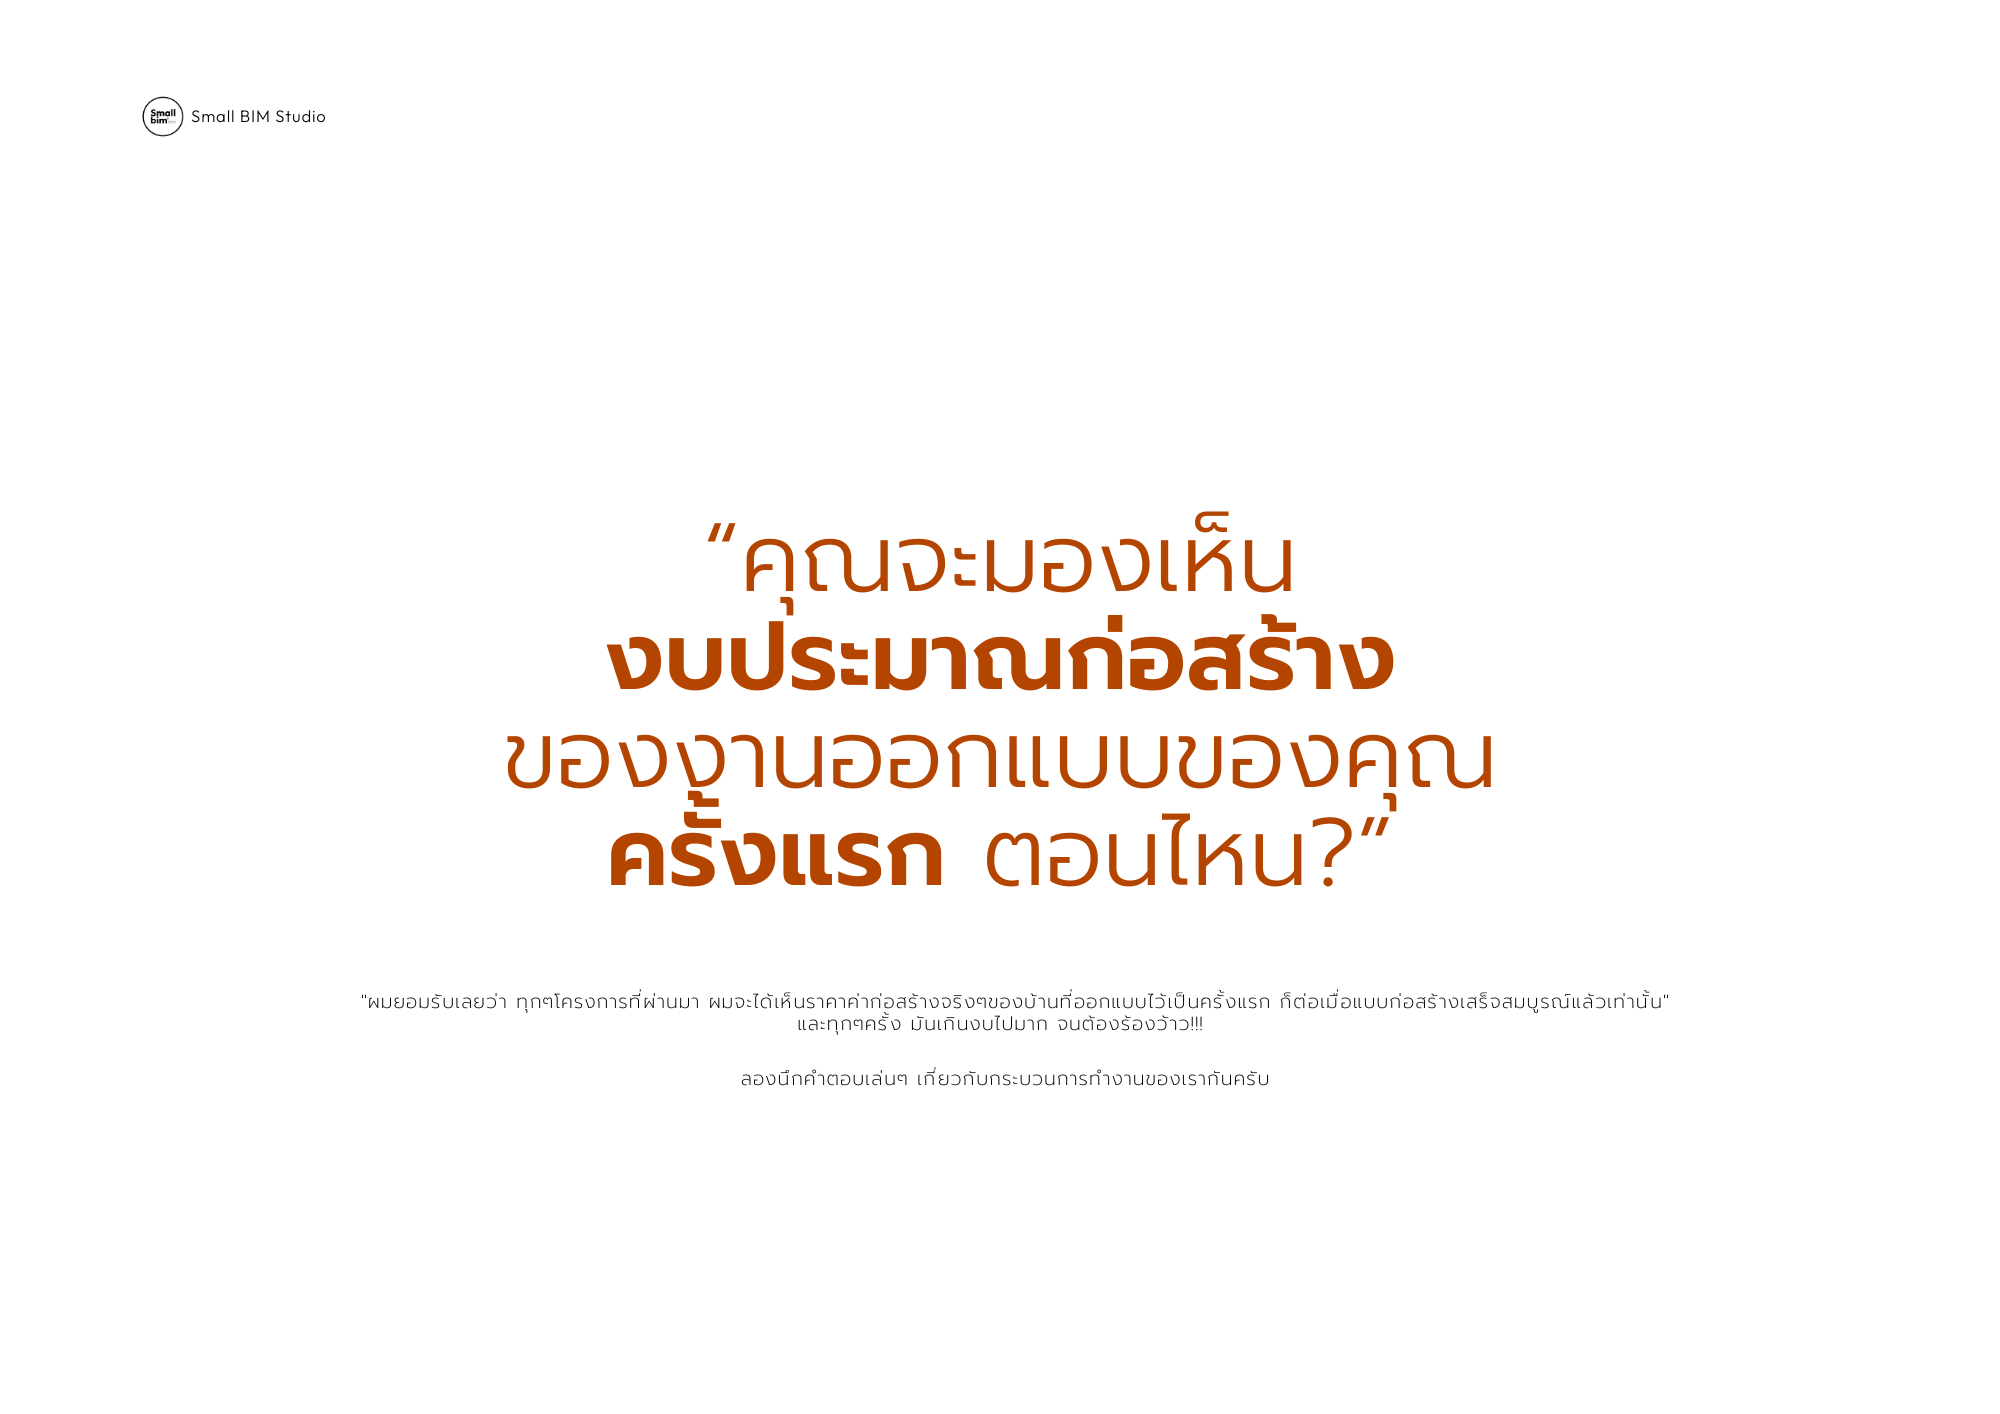 Small bim
Small BIM Studio
“คุณจะมองเห็น
งบประมาณก่อสร้าง
ของงานออกแบบของคุณ
ครั้งแรก ตอนไหน?”
"ผมยอมรับเลยว่า ทุกๆโครงการที่ผ่านมา ผมจะได้เห็นราคาค่าก่อสร้างจริงๆของบ้านที่ออกแบบไว้เป็นครั้งแรก ก็ต่อเมื่อแบบก่อสร้างเสร็จสมบูรณ์แล้วเท่านั้น"
และทุกๆครั้ง มันเกินงบไปมาก จนต้องร้องว้าว!!!
ลองนึกคำตอบเล่นๆ เกี่ยวกับกระบวนการทำงานของเรากันครับ